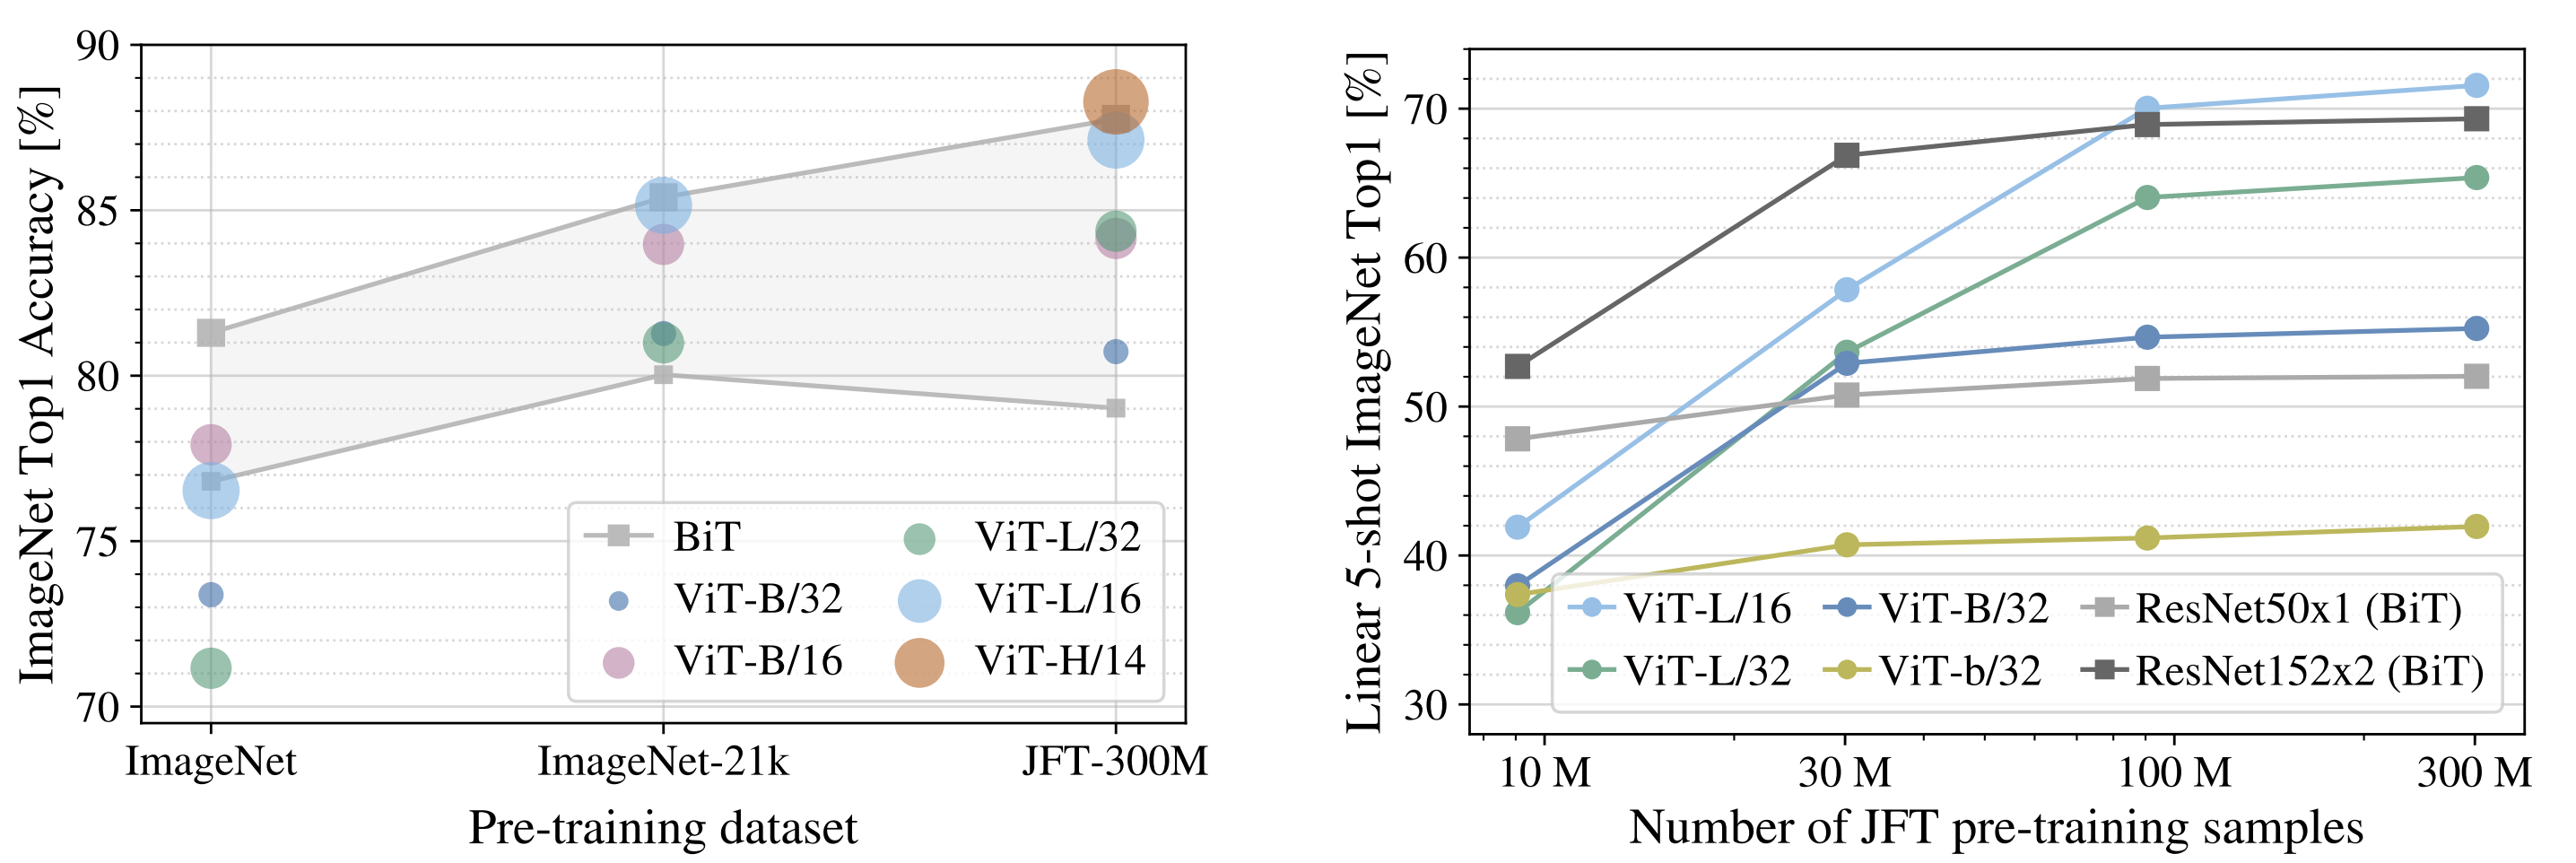 ImageNet Top1 Accuracy [%]
90
85
80
75
70
BiT
ViT-B/32
ViT-B/16
ViT-L/32
ViT-L/16
ViT-H/14
ImageNet
ImageNet-21k
JFT-300M
Pre-training dataset
Linear 5-shot ImageNet Top1 [%]
70
60
50
40
30
ViT-L/16
ViT-L/32
ViT-B/32
ViT-b/32
ResNet50x1 (BiT)
ResNet152x2 (BiT)
10 M
30 M
100 M
300 M
Number of JFT pre-training samples